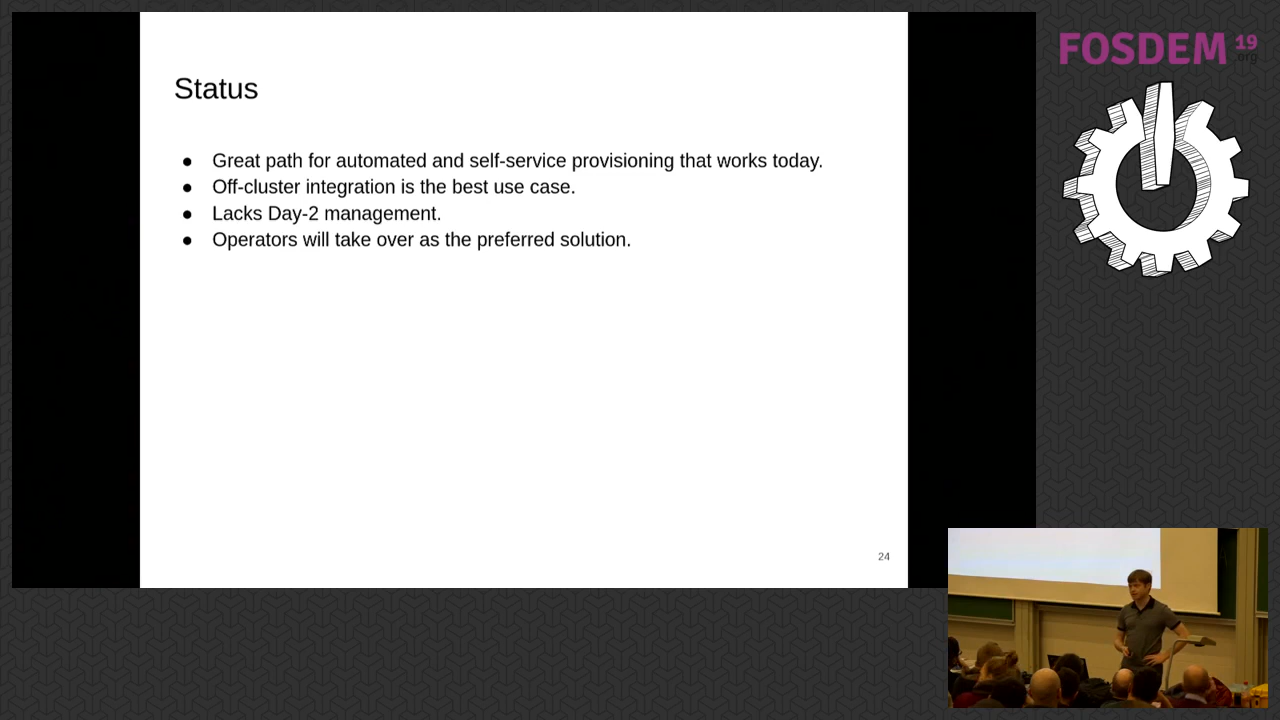 FOSDEM 19
.org
Status
● Great path for automated and self-service provisioning that works today.
● Off-cluster integration is the best use case.
● Lacks Day-2 management.
● Operators will take over as the preferred solution.
24